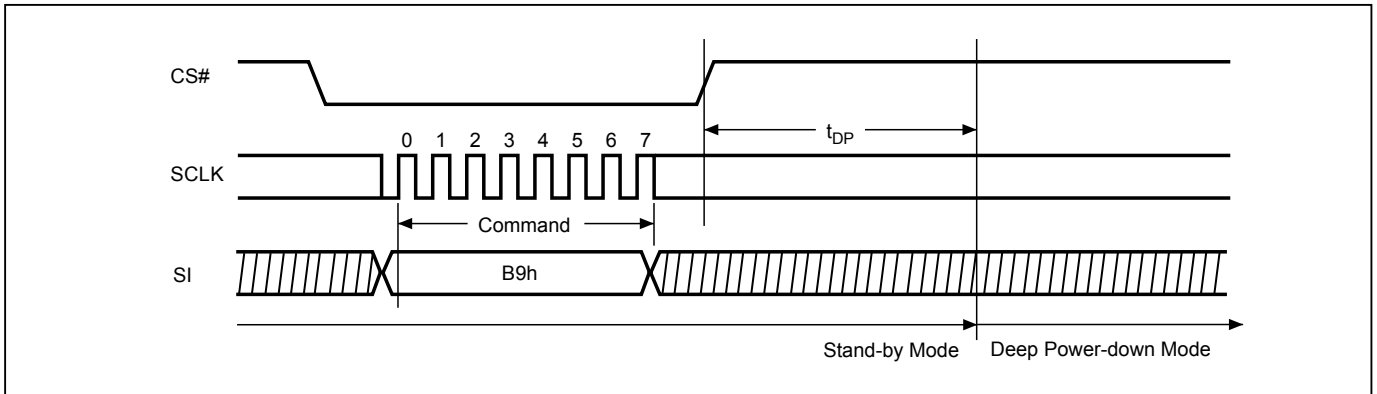 CS#
t_DP
0 1 2 3 4 5 6 7
SCLK
Command
SI
B9h
Stand-by Mode
Deep Power-down Mode